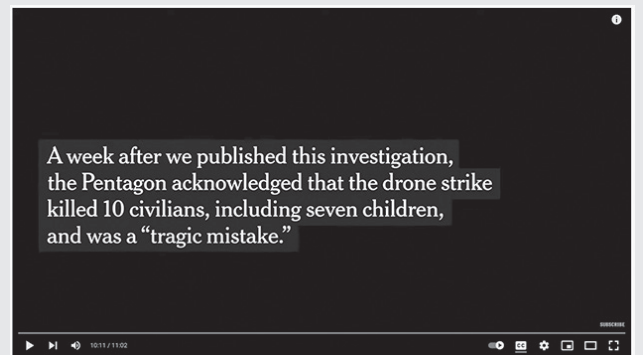 A week after we published this investigation,
the Pentagon acknowledged that the drone strike
killed 10 civilians, including seven children,
and was a “tragic mistake.”
SUBSCRIBE
10:11 / 11:02
CC